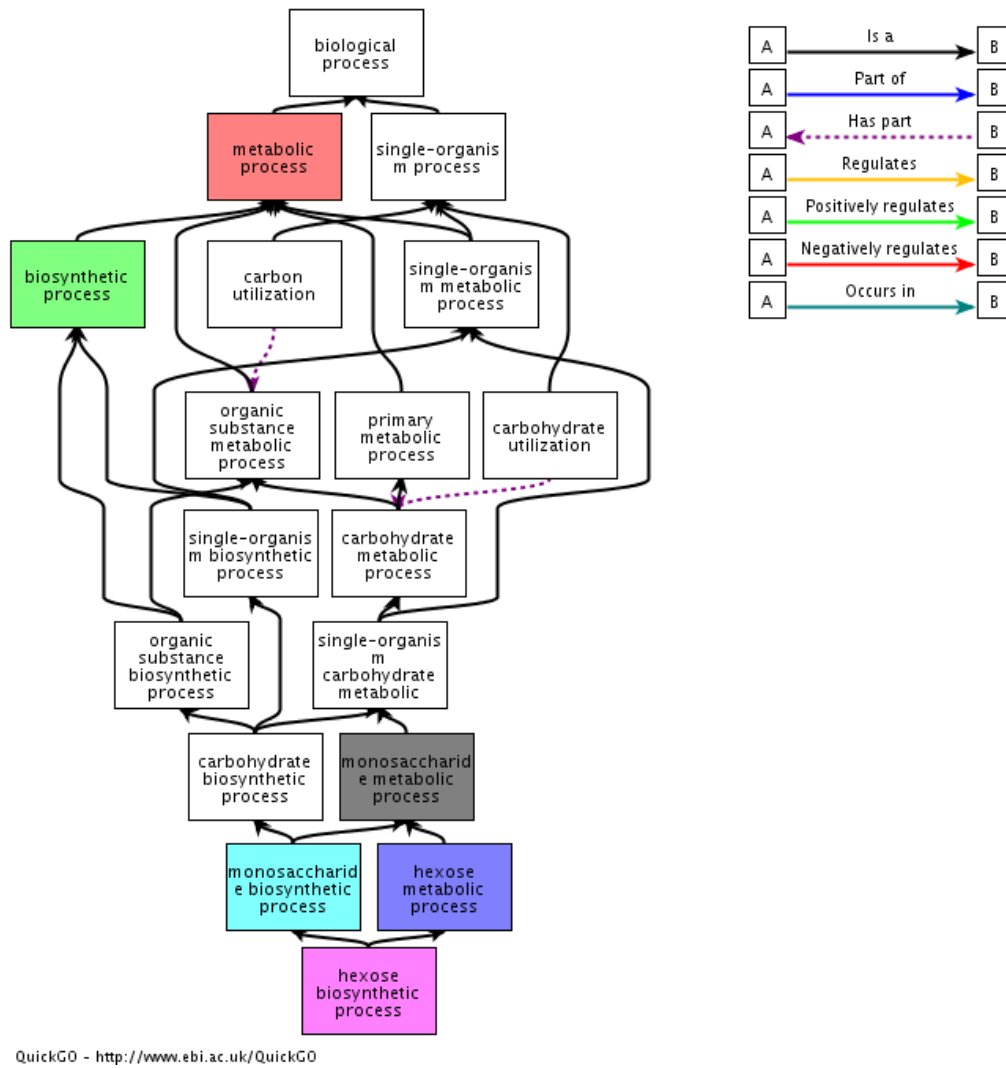 biological
process
metabolic
process
single-organis
m process
biosynthetic
process
carbon
utilization
single-organis
m metabolic
process
organic
substance
metabolic
process
primary
metabolic
process
carbohydrate
utilization
single-organis
m biosynthetic
process
carbohydrate
metabolic
process
organic
substance
biosynthetic
process
single-organis
m
carbohydrate
metabolic
carbohydrate
biosynthetic
process
monosaccharid
e metabolic
process
monosaccharid
e biosynthetic
process
hexose
metabolic
process
hexose
biosynthetic
process
A Is a B
A Part of B
A Has part B
A Regulates B
A Positively regulates B
A Negatively regulates B
A Occurs in B
QuickGO - http://www.ebi.ac.uk/QuickGO